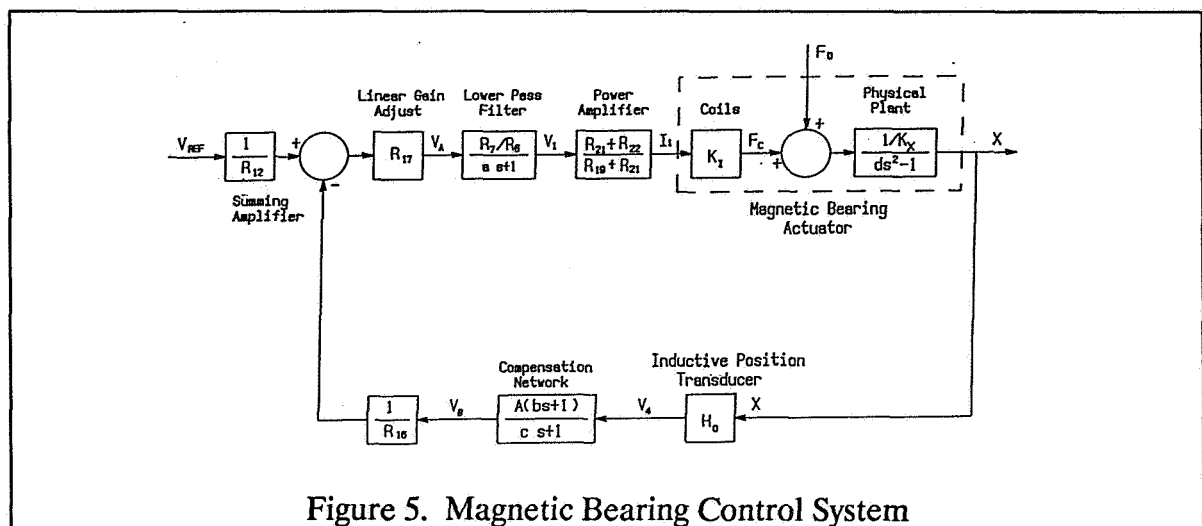 F₀
Linear Gain
Adjust
Lower Pass
Filter
Power
Amplifier
Coils
Physical
Plant
V_REF
1
R₁₂
+
-
R₁₇
V_A
R₇/R₆
a s+1
V₁
R₂₁+R₂₂
R₁₉+R₂₁
I₁
K_I
F_C
+
+
1/K_X
ds²-1
X
Summing
Amplifier
Magnetic Bearing
Actuator
Compensation
Network
Inductive Position
Transducer
1
R₁₆
V_B
A(bs+1)
c s+1
V₄
H₀
X
Figure 5. Magnetic Bearing Control System